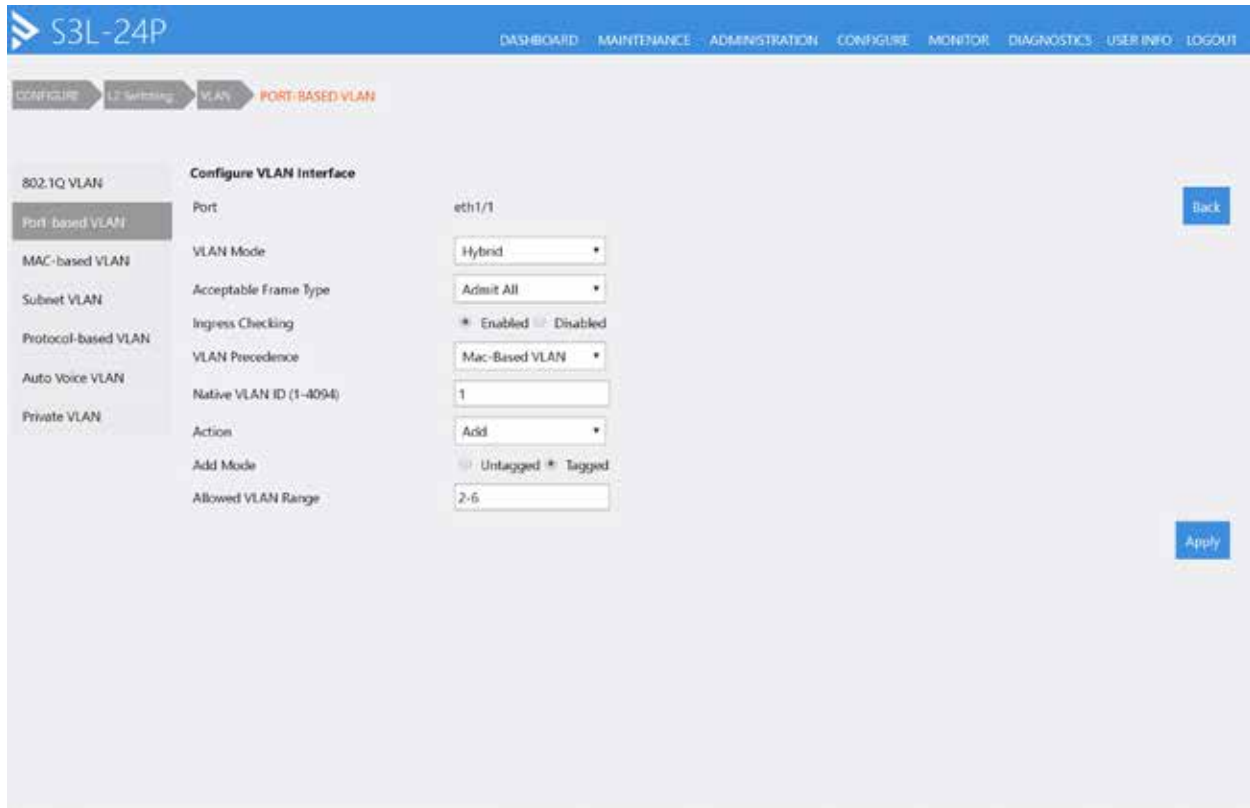 S3L-24P
DASHBOARD MAINTENANCE ADMINISTRATION CONFIGURE MONITOR DIAGNOSTICS USER INFO LOGOUT
CONFIGURE L2 Switching VLAN PORT-BASED VLAN
802.1Q VLAN
Port-based VLAN
MAC-based VLAN
Subnet VLAN
Protocol-based VLAN
Auto Voice VLAN
Private VLAN
Configure VLAN Interface
Port eth1/1
Back
VLAN Mode Hybrid
Acceptable Frame Type Admit All
Ingress Checking Enabled Disabled
VLAN Precedence Mac-Based VLAN
Native VLAN ID (1-4094) 1
Action Add
Add Mode Untagged Tagged
Allowed VLAN Range 2-6
Apply